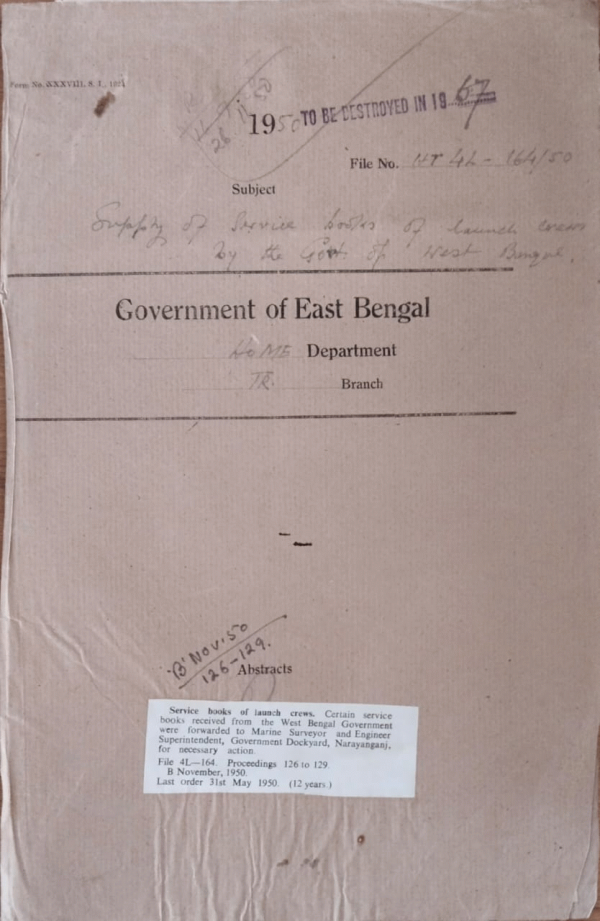 Form No. XXXVIII, S. I., 1951
26 . 11 . 50
1950 TO BE DESTROYED IN 1967
File No. HT 4L - 164/50
Subject
Supply of Service books of launch crews
by the Govt. of West Bengal.
Government of East Bengal
HOME Department
TR. Branch
'B' NOV. 50
126-129.
Abstracts
Service books of launch crews. Certain service
books received from the West Bengal Government
were forwarded to Marine Surveyor and Engineer
Superintendent, Government Dockyard, Narayanganj,
for necessary action.
File 4L—164. Proceedings 126 to 129.
B November, 1950.
Last order 31st May 1950. (12 years.)